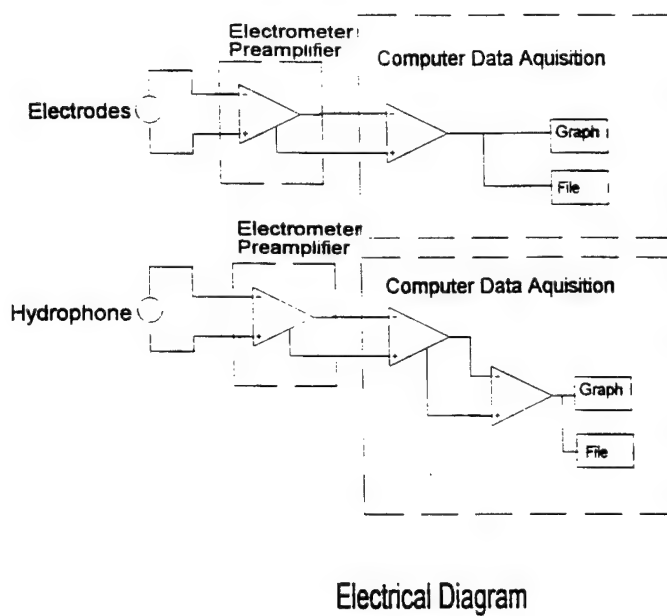 Electrometer
Preamplifier
Computer Data Aquisition
Electrodes
Graph
File
Electrometer
Preamplifier
Computer Data Aquisition
Hydrophone
Graph
File
Electrical Diagram